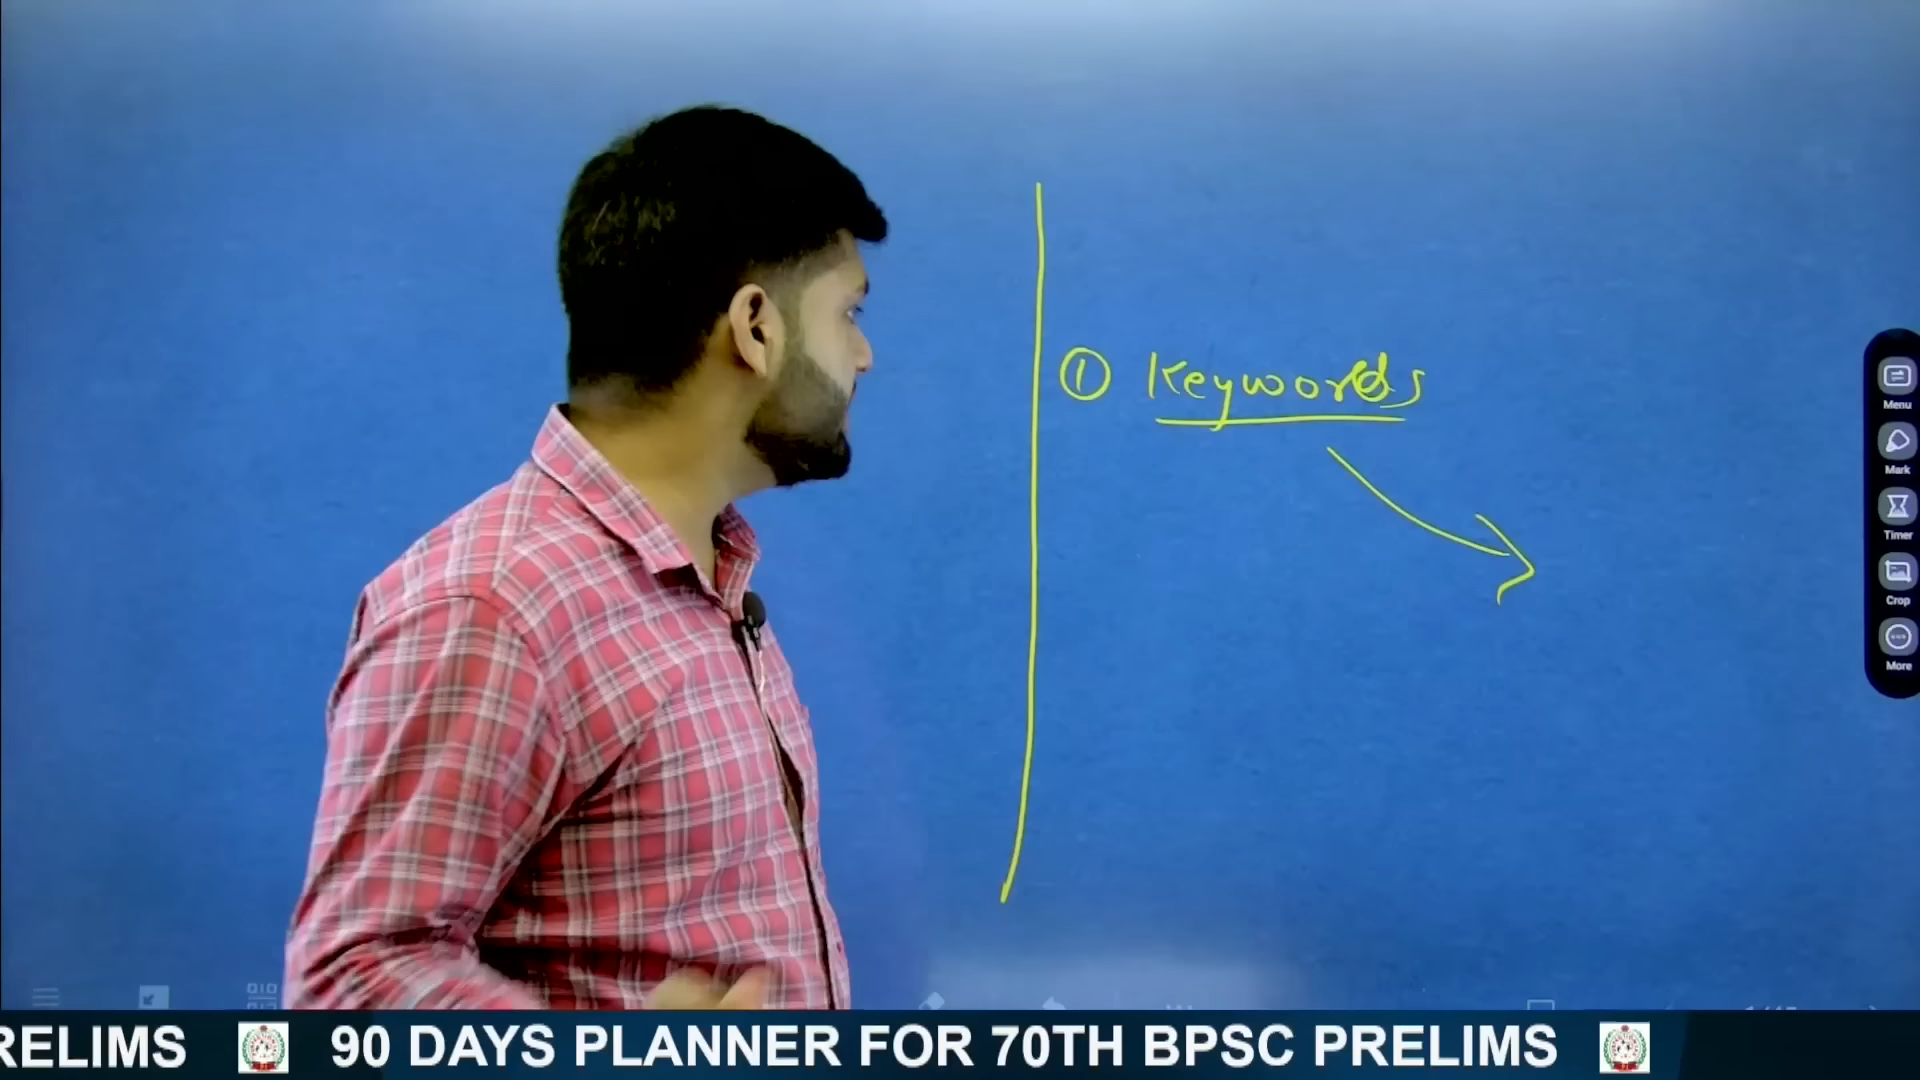 ① Keywords
Menu
Mark
Timer
Crop
More
RELIMS 90 DAYS PLANNER FOR 70TH BPSC PRELIMS